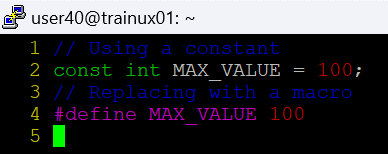 user40@trainux01: ~
1 // Using a constant
2 const int MAX_VALUE = 100;
3 // Replacing with a macro
4 #define MAX_VALUE 100
5